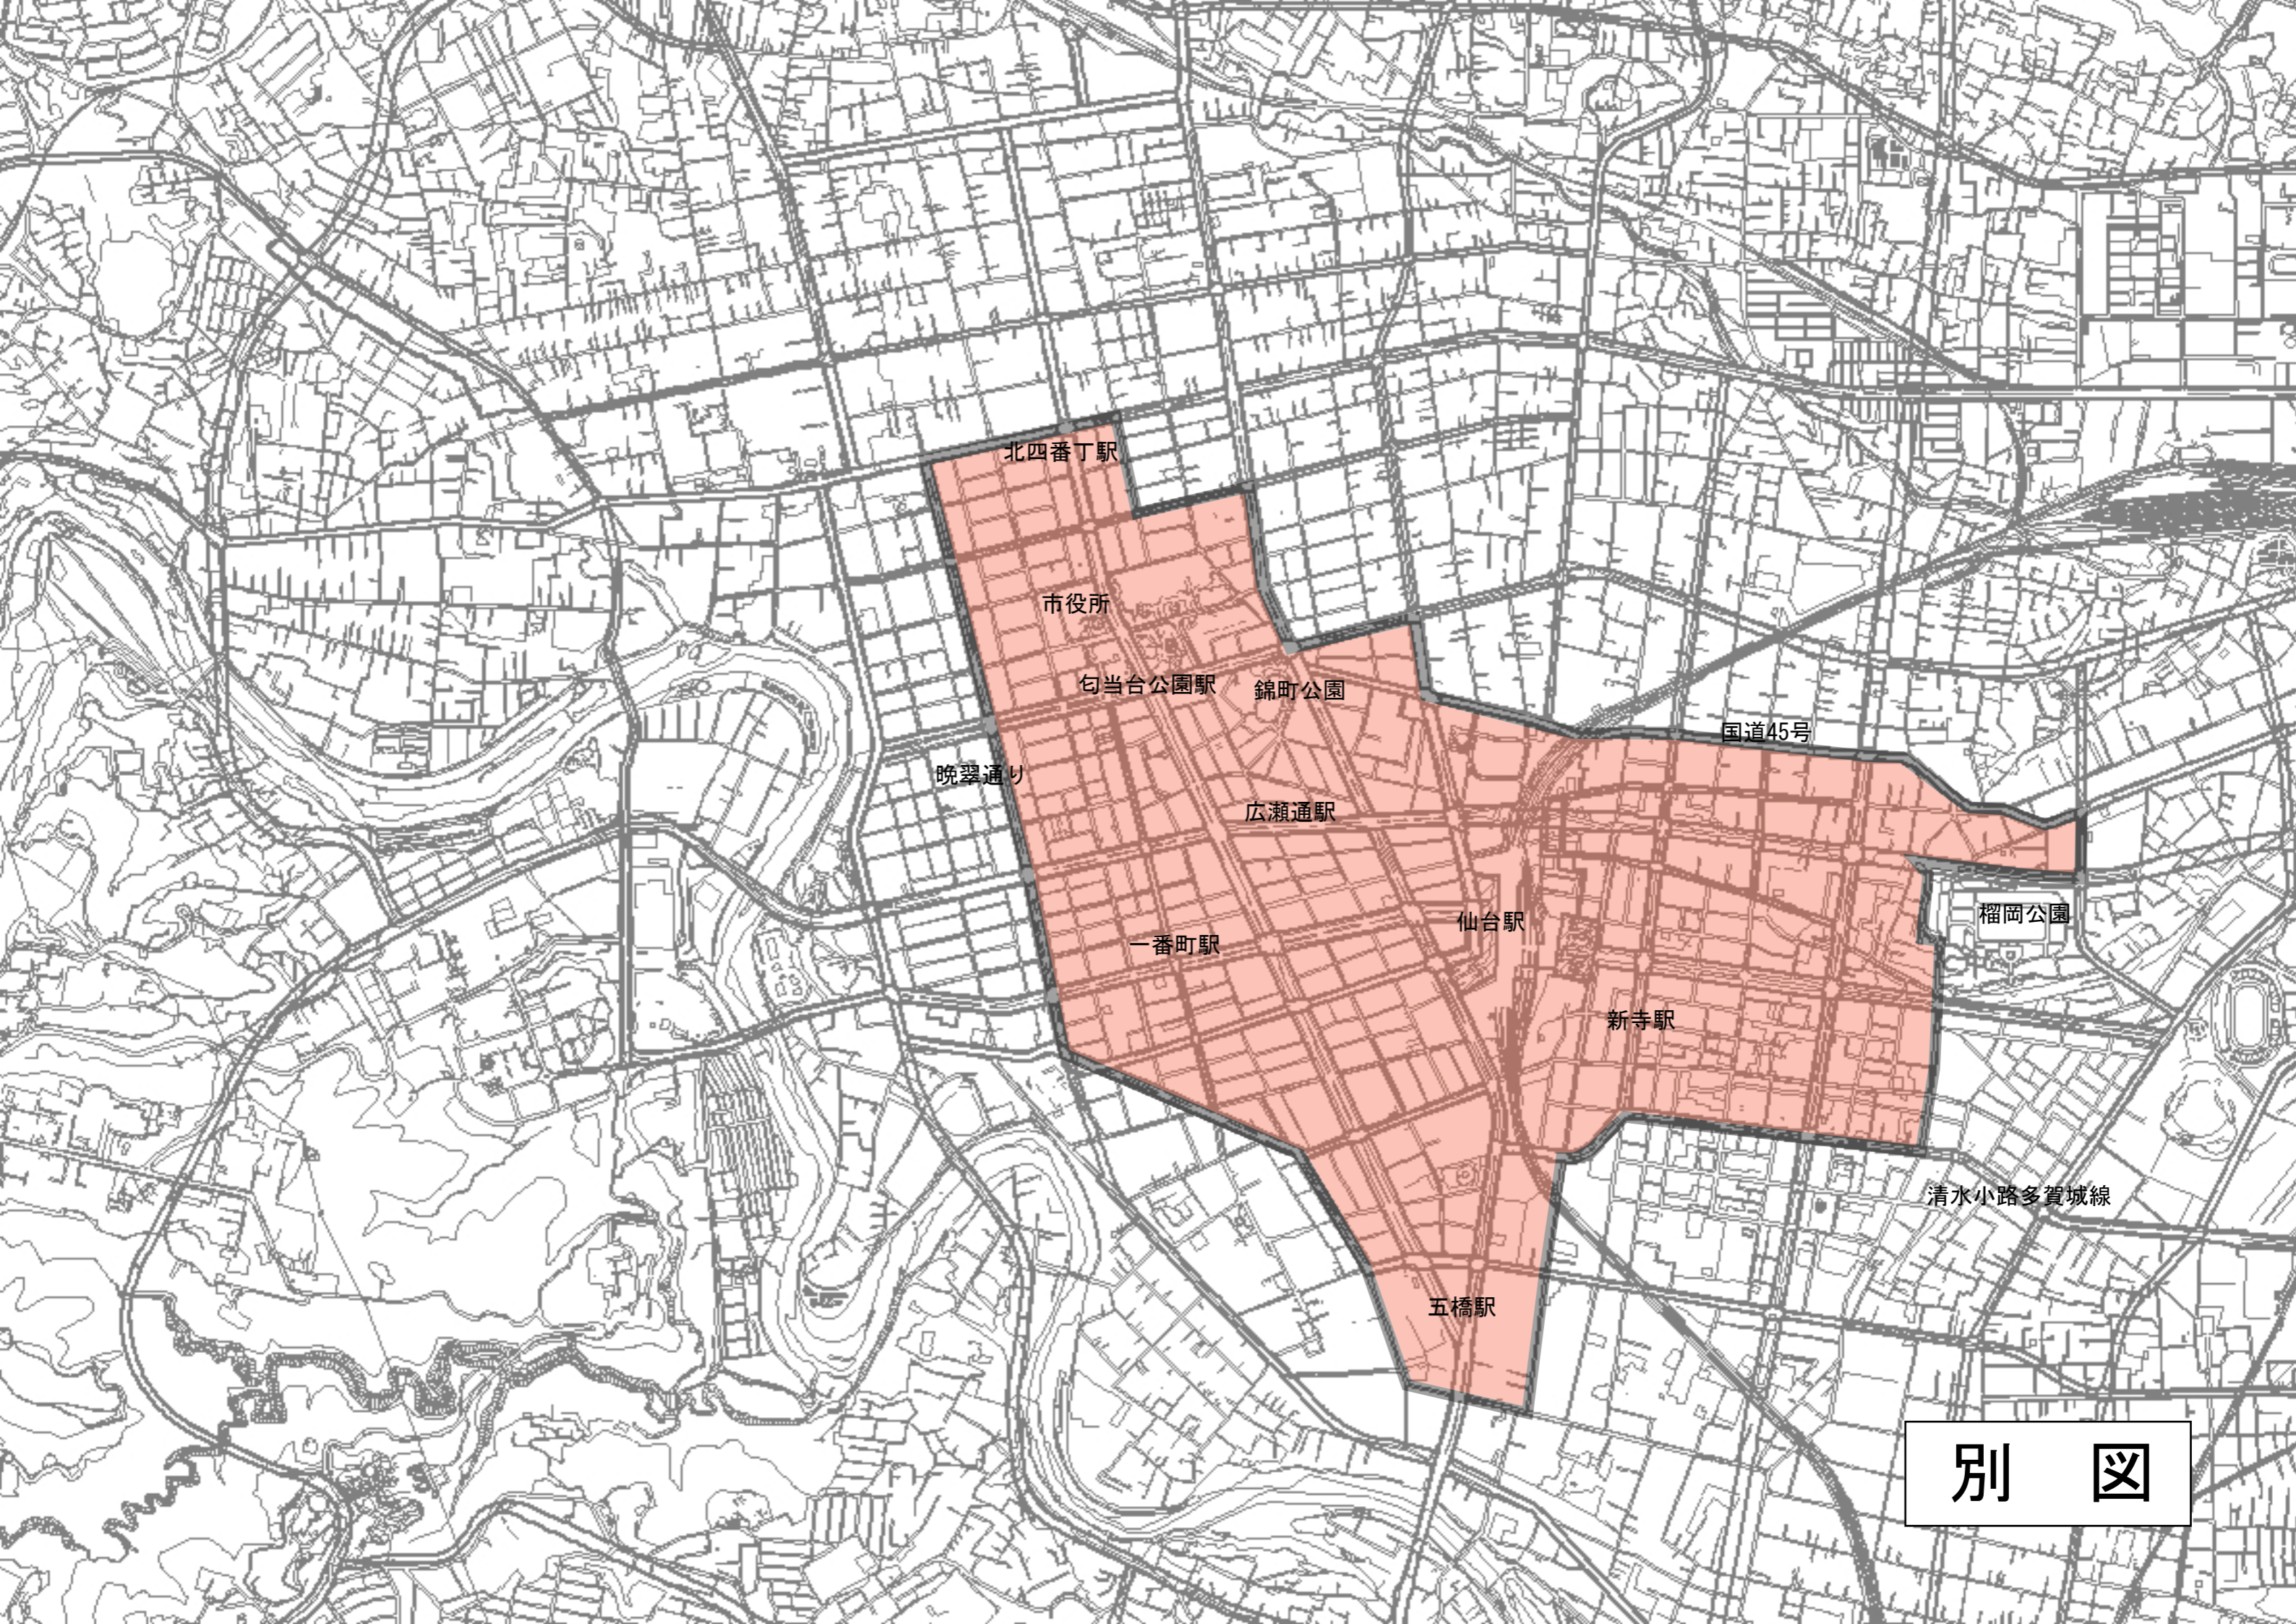 北四番丁駅
市役所
匂当台公園駅
錦町公園
国道45号
晩翠通り
広瀬通駅
榴岡公園
仙台駅
一番町駅
新寺駅
清水小路多賀城線
五橋駅
別　図